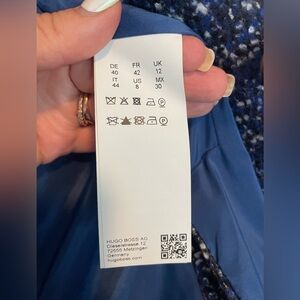 DE FR UK
40 42 12
IT US MX
44 8 30
HUGO BOSS AG
Dieselstrasse 12
72555 Metzingen
Germany
hugoboss.com